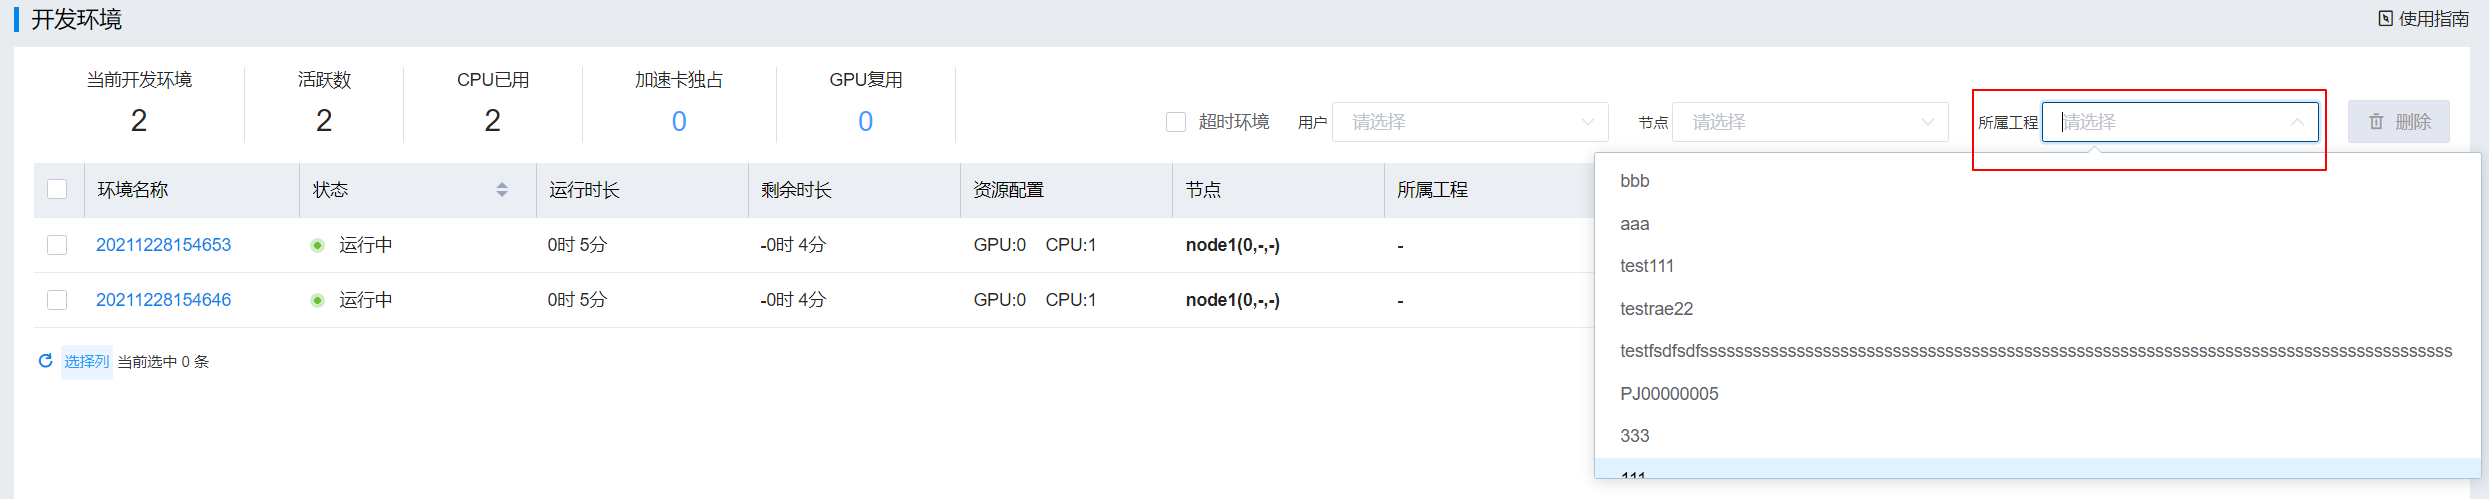 开发环境
使用指南
当前开发环境 活跃数 CPU已用 加速卡独占 GPU复用
2 2 2 0 0
超时环境 用户 请选择 节点 请选择 所属工程 请选择 删除
环境名称 状态 运行时长 剩余时长 资源配置 节点 所属工程
20211228154653 运行中 0时 5分 -0时 4分 GPU:0 CPU:1 node1(0,-,-) -
20211228154646 运行中 0时 5分 -0时 4分 GPU:0 CPU:1 node1(0,-,-) -
选择列 当前选中 0 条
bbb
aaa
test111
testrae22
testfsdfsdfssssssssssssssssssssssssssssssssssssssssssssssssssssssssssssssssssssssssssssssssssssss
PJ00000005
333
111